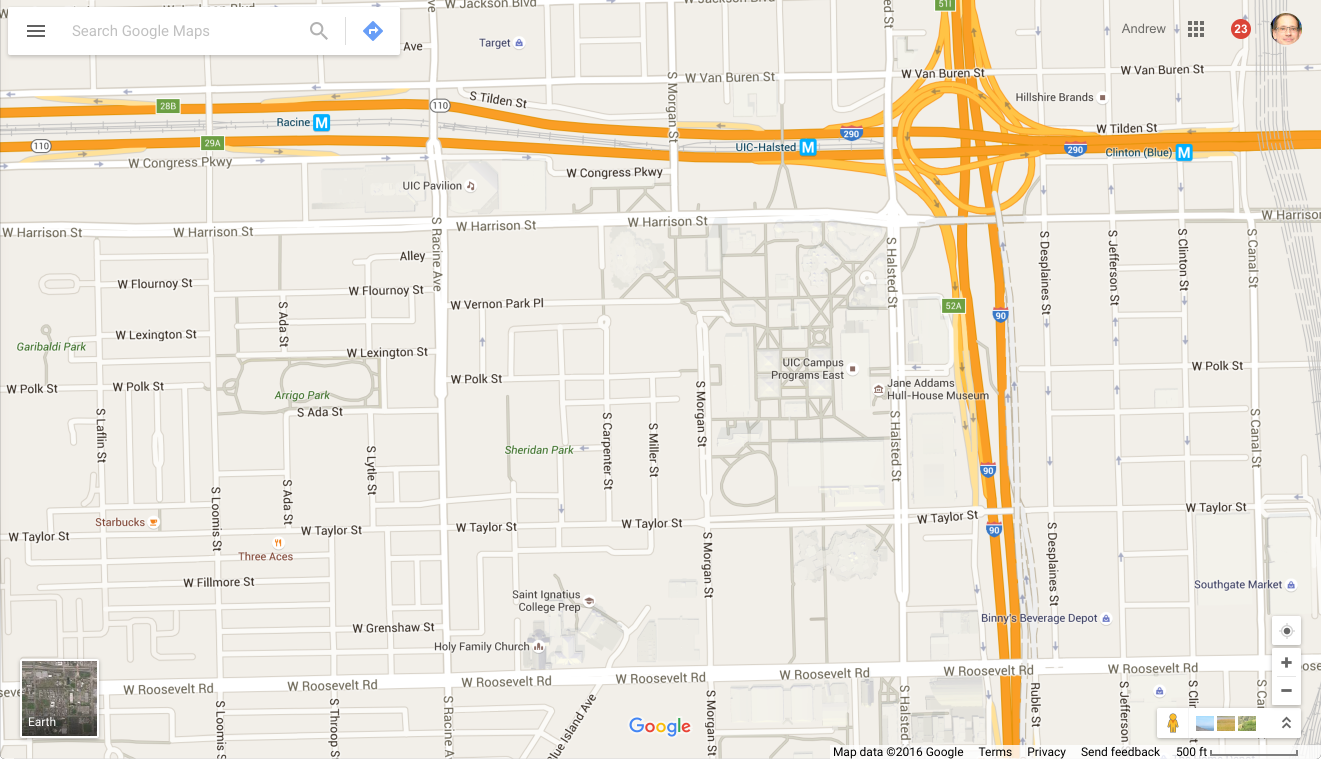 W Jackson Blvd
W Jackson Blvd
51I
Search Google Maps
Ave
Target
S Halsted St
Andrew
23
W Van Buren St
W Van Buren St
W Van Buren St
S Morgan St
S Tilden St
Hillshire Brands
28B
110
Racine
W Tilden St
110
29A
290
UIC-Halsted
290
Clinton (Blue)
W Congress Pkwy
W Congress Pkwy
UIC Pavilion
W Harrison St
W Harrison St
W Harrison St
W Harrison St
W Harrison
S Racine Ave
S Halsted St
S Desplaines St
S Jefferson St
S Clinton St
S Canal St
Alley
W Flournoy St
W Flournoy St
W Vernon Park Pl
52A
90
S Ada St
W Lexington St
Garibaldi Park
W Lexington St
UIC Campus
Programs East
W Polk St
W Polk St
W Polk St
W Polk St
Jane Addams
Hull-House Museum
Arrigo Park
S Ada St
S Laflin St
S Morgan St
S Carpenter St
S Miller St
S Halsted St
S Canal St
S Lytle St
Sheridan Park
90
S Loomis St
S Ada St
W Taylor St
W Taylor St
W Taylor St
W Taylor St
W Taylor St
W Taylor St
Starbucks
90
S Desplaines St
Three Aces
S Morgan St
W Fillmore St
Southgate Market
Saint Ignatius
College Prep
Binny's Beverage Depot
W Grenshaw St
Holy Family Church
W Roosevelt Rd
W Roosevelt Rd
W Roosevelt Rd
W Roosevelt Rd
W Roosevelt Rd
W Roosevelt Rd
W Roosevelt Rd
Earth
S Loomis S
S Throop S
S Racine A
Blue Island Ave
S Morgan St
S Halsted
Ruble St
S Jefferson
S Clin
S Ca
Google
Map data ©2016 Google
Terms
Privacy
Send feedback
500 ft